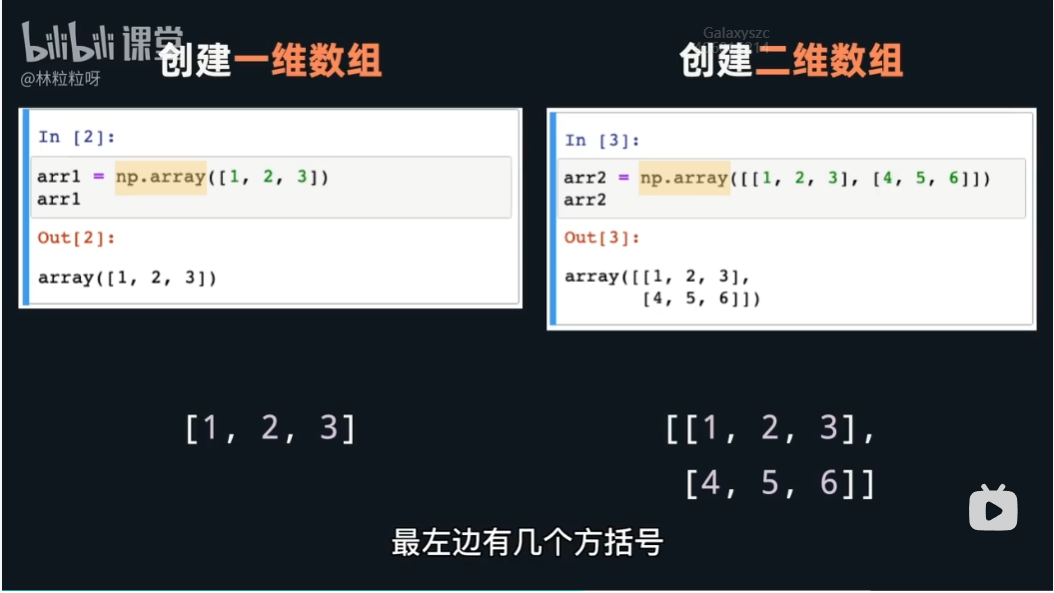 bilibili 课堂
@林粒粒呀
Galaxyszc
创建一维数组
创建二维数组
In [2]:
arr1 = np.array([1, 2, 3])
arr1
Out[2]:
array([1, 2, 3])
In [3]:
arr2 = np.array([[1, 2, 3], [4, 5, 6]])
arr2
Out[3]:
array([[1, 2, 3],
[4, 5, 6]])
[1, 2, 3]
[[1, 2, 3],
[4, 5, 6]]
最左边有几个方括号